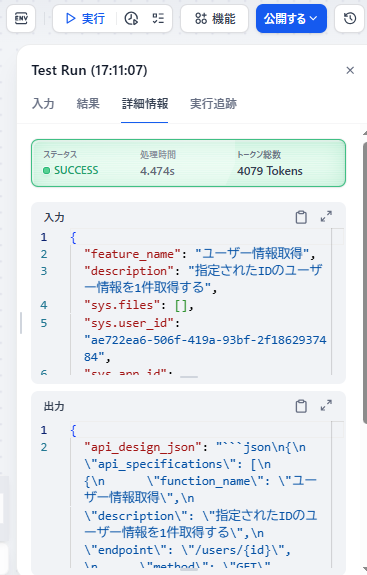 ENV 実行 機能 公開する
Test Run (17:11:07)
入力 結果 詳細情報 実行追跡
ステータス 処理時間 トークン総数
SUCCESS 4.474s 4079 Tokens
入力
1 {
2 "feature_name": "ユーザー情報取得",
3 "description": "指定されたIDのユーザ
ー情報を1件取得する",
4 "sys.files": [],
5 "sys.user_id":
"ae722ea6-506f-419a-93bf-2f18629374
84",
6 "sys.app_id":
出力
1 {
2 "api_design_json": "```json\n{\n
\"api_specifications\": [\n
{\n \"function_name\": \"ユー
ザー情報取得\",\n
\"description\": \"指定されたIDのユ
ーザー情報を1件取得する\",\n
\"endpoint\": \"/users/{id}\",
\n \"method\": \"GET\",